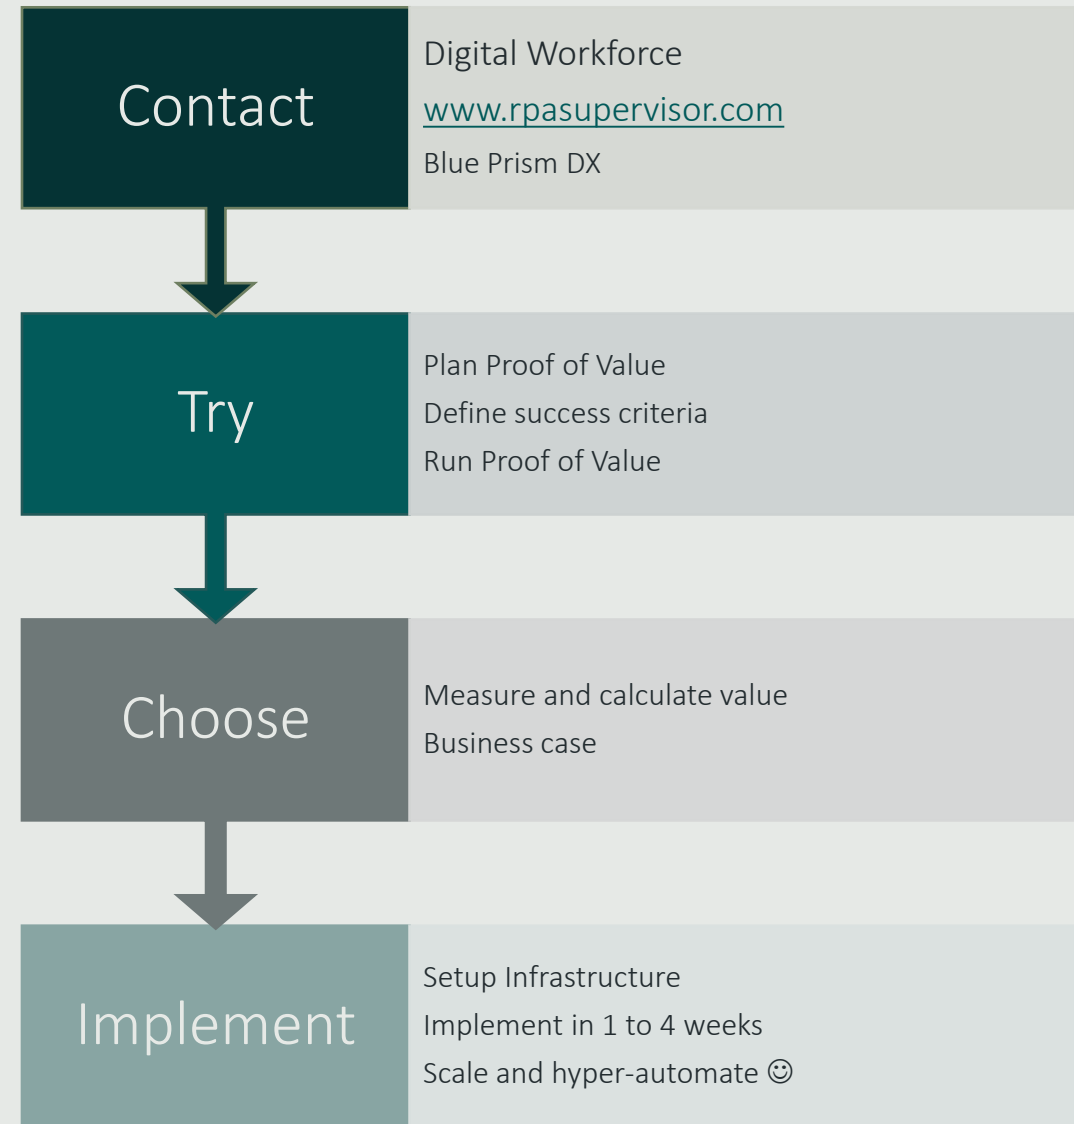 Contact
Digital Workforce
www.rpasupervisor.com
Blue Prism DX
Try
Plan Proof of Value
Define success criteria
Run Proof of Value
Choose
Measure and calculate value
Business case
Implement
Setup Infrastructure
Implement in 1 to 4 weeks
Scale and hyper-automate ☺